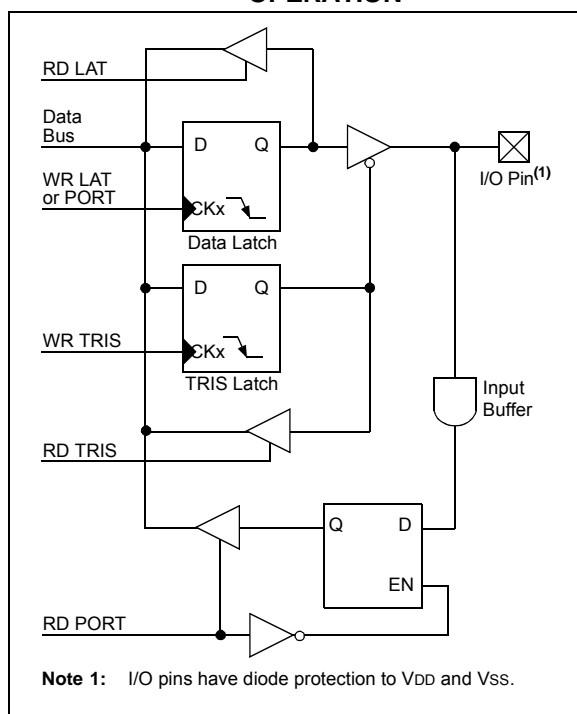 OPERATION
RD LAT
Data
Bus
D Q
WR LAT
or PORT
CKx
Data Latch
I/O Pin(1)
D Q
WR TRIS
CKx
TRIS Latch
Input
Buffer
RD TRIS
Q D
EN
RD PORT
Note 1: I/O pins have diode protection to VDD and VSS.